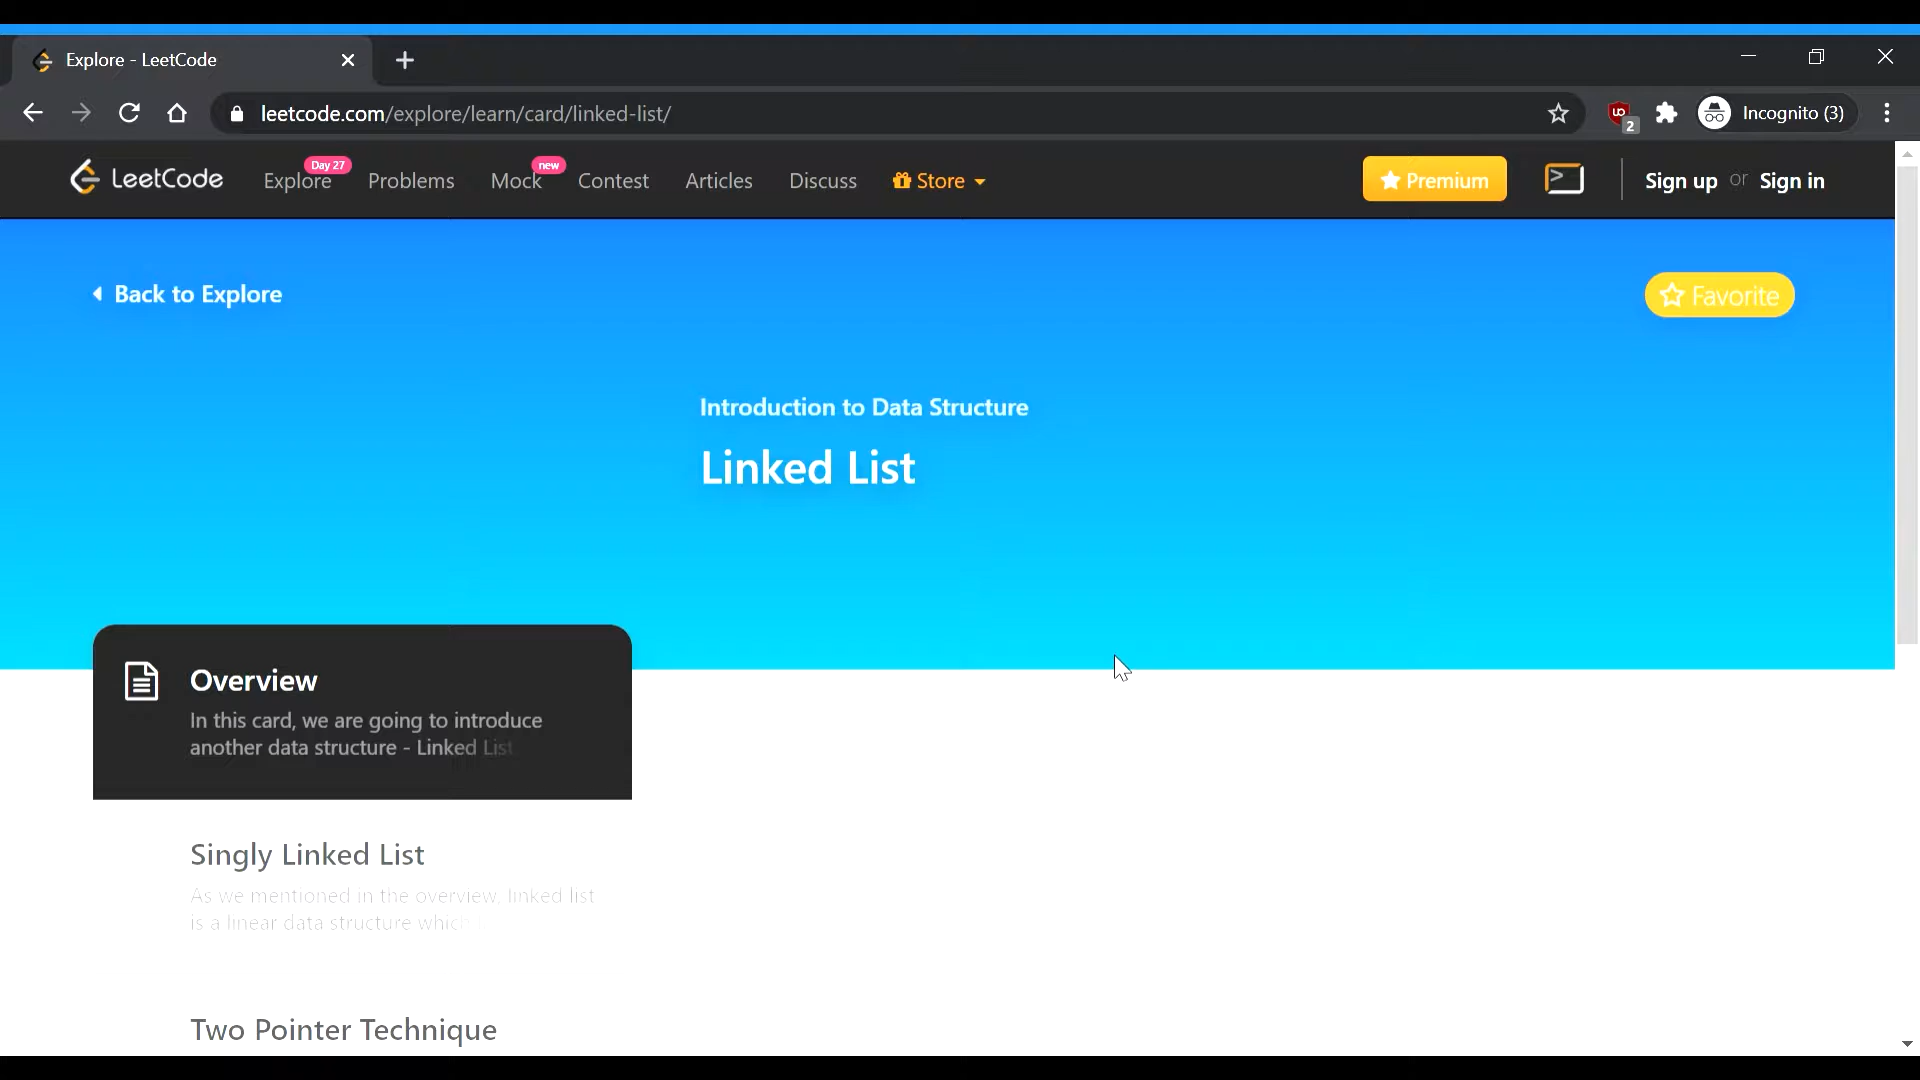 Explore - LeetCode
leetcode.com/explore/learn/card/linked-list/
2
Incognito (3)
LeetCode
Explore Day 27
Problems
Mock new
Contest
Articles
Discuss
Store
Premium
Sign up or Sign in
Back to Explore
Favorite
Introduction to Data Structure
Linked List
Overview
In this card, we are going to introduce
another data structure - Linked List
Singly Linked List
As we mentioned in the overview, linked list
is a linear data structure which
Two Pointer Technique